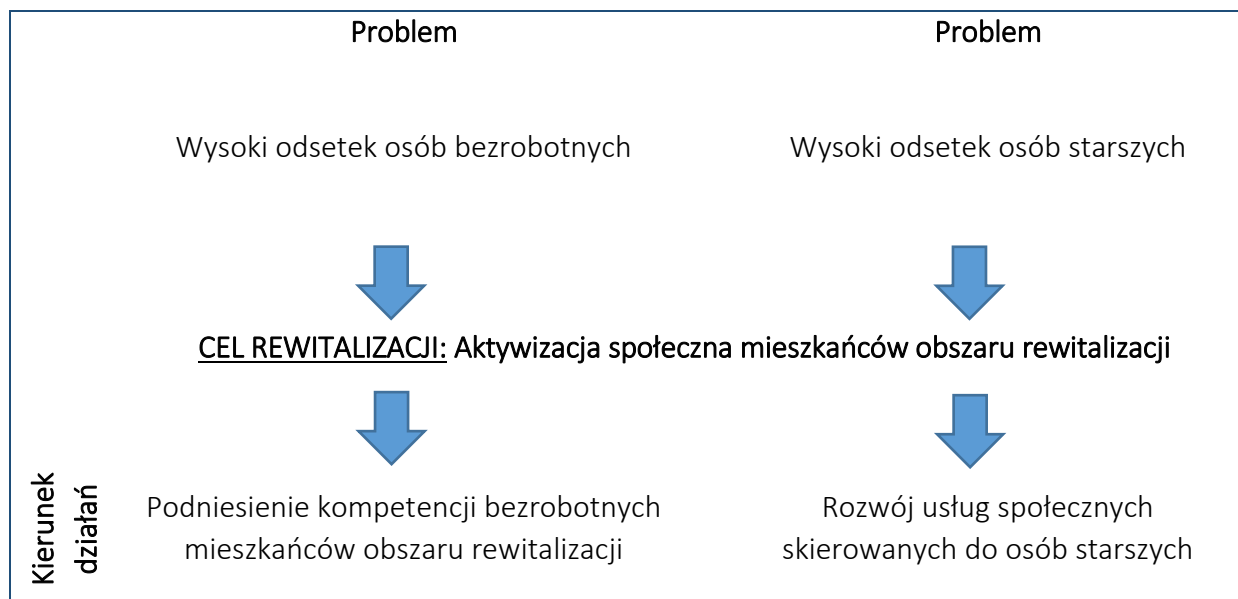 Problem
Problem
Wysoki odsetek osób bezrobotnych
Wysoki odsetek osób starszych
CEL REWITALIZACJI: Aktywizacja społeczna mieszkańców obszaru rewitalizacji
Kierunek
działań
Podniesienie kompetencji bezrobotnych
mieszkańców obszaru rewitalizacji
Rozwój usług społecznych
skierowanych do osób starszych